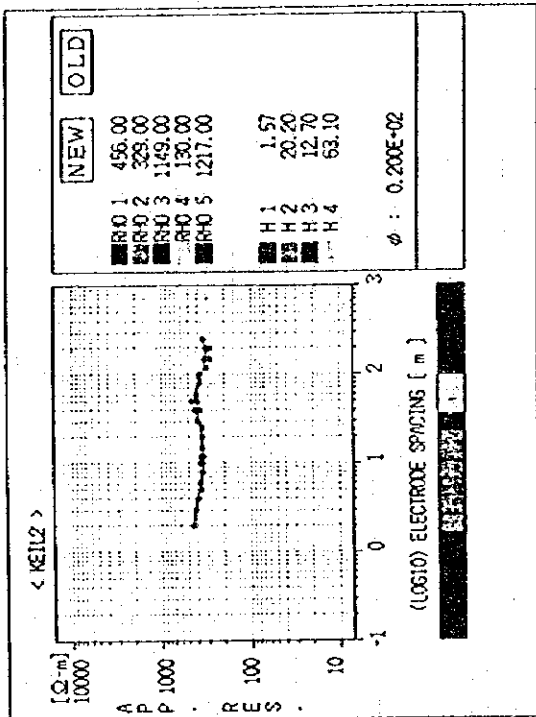 < KEIL2 >
[Ω-m]
10000
1000
100
10
APP. RES.
-1
0
1
2
3
(LOG10) ELECTRODE SPACING [ m ]
NEW OLD
RHO 1 456.00
RHO 2 329.00
RHO 3 1149.00
RHO 4 130.00
RHO 5 1217.00
H 1 1.57
H 2 20.20
H 3 12.70
H 4 63.10
φ : 0.200E+02